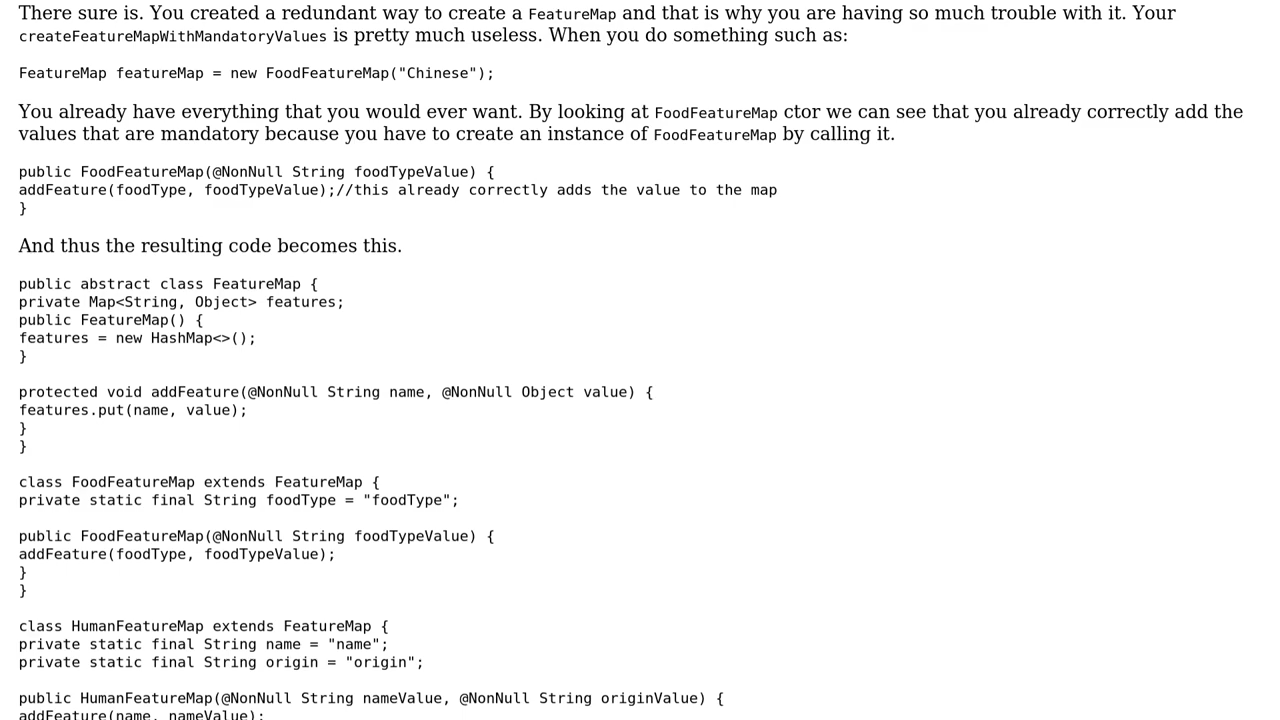 There sure is. You created a redundant way to create a FeatureMap and that is why you are having so much trouble with it. Your
createFeatureMapWithMandatoryValues is pretty much useless. When you do something such as:
FeatureMap featureMap = new FoodFeatureMap("Chinese");
You already have everything that you would ever want. By looking at FoodFeatureMap ctor we can see that you already correctly add the
values that are mandatory because you have to create an instance of FoodFeatureMap by calling it.
public FoodFeatureMap(@NonNull String foodTypeValue) {
addFeature(foodType, foodTypeValue);//this already correctly adds the value to the map
}
And thus the resulting code becomes this.
public abstract class FeatureMap {
private Map<String, Object> features;
public FeatureMap() {
features = new HashMap<>();
}
protected void addFeature(@NonNull String name, @NonNull Object value) {
features.put(name, value);
}
}
class FoodFeatureMap extends FeatureMap {
private static final String foodType = "foodType";
public FoodFeatureMap(@NonNull String foodTypeValue) {
addFeature(foodType, foodTypeValue);
}
}
class HumanFeatureMap extends FeatureMap {
private static final String name = "name";
private static final String origin = "origin";
public HumanFeatureMap(@NonNull String nameValue, @NonNull String originValue) {
addFeature(name, nameValue);